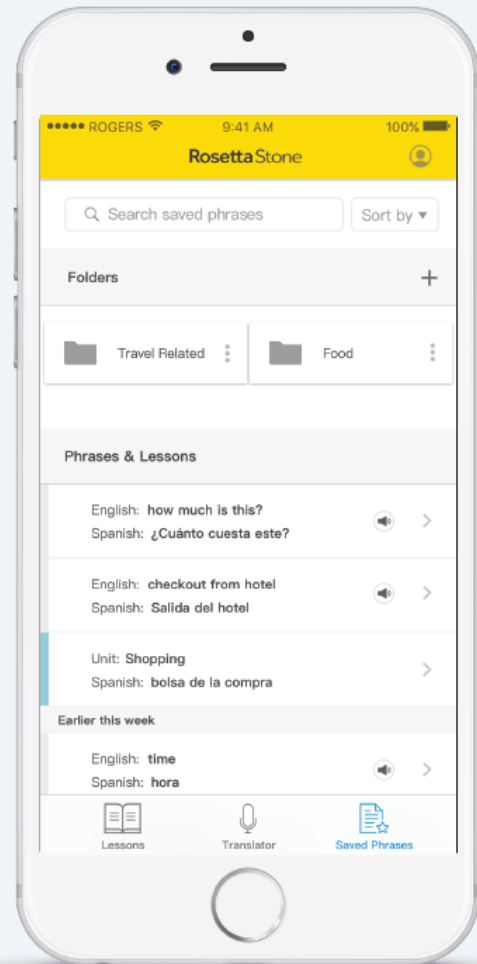 ROGERS 9:41 AM 100%
RosettaStone
Search saved phrases Sort by
Folders
Travel Related Food
Phrases & Lessons
English: how much is this?
Spanish: ¿Cuánto cuesta este?
English: checkout from hotel
Spanish: Salida del hotel
Unit: Shopping
Spanish: bolsa de la compra
Earlier this week
English: time
Spanish: hora
Lessons Translator Saved Phrases